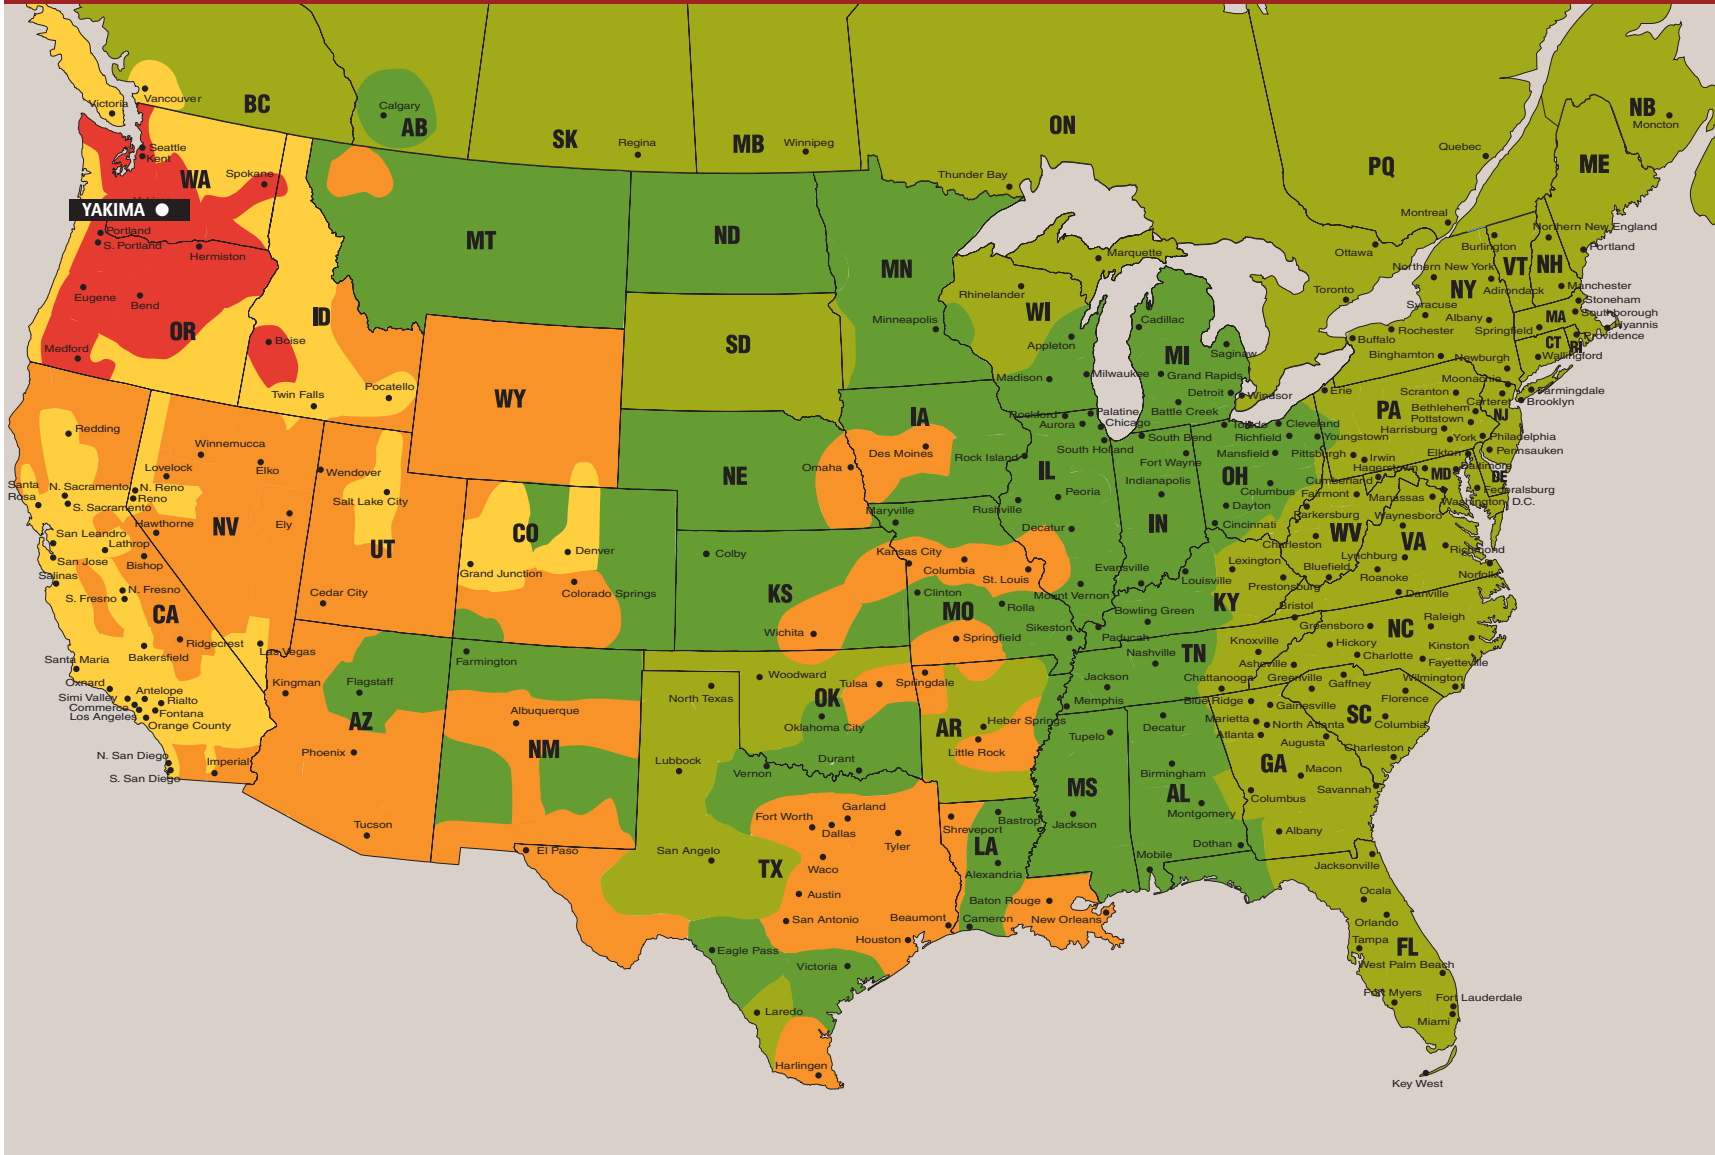 Vancouver
Victoria
BC
Calgary
AB
SK
Regina
MB
Winnipeg
ON
Thunder Bay
PQ
Quebec
Montreal
Ottawa
Toronto
NB
Moncton
ME
Seattle
Kent
WA
Spokane
YAKIMA
Portland
S. Portland
Hermiston
Eugene
Bend
OR
Medford
ID
Boise
Twin Falls
Pocatello
MT
ND
MN
Minneapolis
SD
WY
Marquette
Rhinelander
WI
Appleton
Madison
Milwaukee
Cadillac
MI
Saginaw
Grand Rapids
Detroit
Windsor
Battle Creek
Northern New England
Portland
Burlington
VT
NH
Northern New York
Adirondack
Manchester
NY
Stoneham
Syracuse
Southborough
Albany
MA
Hyannis
Rochester
Springfield
Providence
Buffalo
CT
RI
Binghamton
Newburgh
Wallingford
Moonachie
Erie
Scranton
Farmingdale
Carteret
Brooklyn
PA
Bethlehem
NJ
Pottstown
Harrisburg
York
Philadelphia
Pennsauken
Youngstown
Pittsburgh
Irwin
Elkton
Hagerstown
Baltimore
MD
DE
Cumberland
Federalsburg
Fairmont
Manassas
Washington, D.C.
Redding
Winnemucca
Lovelock
Elko
Wendover
Santa
Rosa
N. Sacramento
S. Sacramento
N. Reno
Reno
Salt Lake City
Hawthorne
NV
Ely
UT
San Leandro
Lathrop
San Jose
Bishop
Salinas
N. Fresno
S. Fresno
CA
Cedar City
Ridgecrest
Bakersfield
Las Vegas
Santa Maria
Oxnard
Antelope
Simi Valley
Rialto
Commerce
Fontana
Los Angeles
Orange County
N. San Diego
S. San Diego
Imperial
Kingman
Flagstaff
AZ
Phoenix
Tucson
CO
Denver
Grand Junction
Colorado Springs
Farmington
Albuquerque
NM
El Paso
NE
Omaha
IA
Des Moines
Rock Island
Rockford
Palatine
Aurora
Chicago
South Holland
IL
Peoria
Rushville
Decatur
Maryville
Colby
KS
Wichita
Kansas City
Columbia
St. Louis
Clinton
MO
Rolla
Mount Vernon
Springfield
Sikeston
South Bend
Fort Wayne
Indianapolis
IN
Evansville
Toledo
Cleveland
Richfield
Mansfield
OH
Columbus
Dayton
Cincinnati
Parkersburg
WV
Charleston
Bluefield
Waynesboro
VA
Richmond
Lynchburg
Roanoke
Norfolk
Danville
Louisville
Lexington
Prestonsburg
KY
Bowling Green
Paducah
Bristol
Greensboro
NC
Raleigh
Hickory
Kinston
Charlotte
Fayetteville
Wilmington
Knoxville
Nashville
TN
Asheville
Chattanooga
Jackson
Memphis
Greenville
Gaffney
Florence
SC
Columbia
Charleston
Blue Ridge
Gainesville
Marietta
North Atlanta
Atlanta
Augusta
GA
Macon
Savannah
Columbus
Albany
North Texas
Woodward
OK
Tulsa
Oklahoma City
Durant
Springdale
AR
Heber Springs
Little Rock
Tupelo
MS
Jackson
Decatur
Birmingham
AL
Montgomery
Dothan
Mobile
Lubbock
Vernon
Garland
Fort Worth
Dallas
Tyler
San Angelo
TX
Waco
Austin
San Antonio
Beaumont
Houston
Eagle Pass
Victoria
Laredo
Harlingen
Shreveport
Bastrop
LA
Alexandria
Baton Rouge
Cameron
New Orleans
Jacksonville
Ocala
Orlando
Tampa
FL
West Palm Beach
Fort Myers
Fort Lauderdale
Miami
Key West